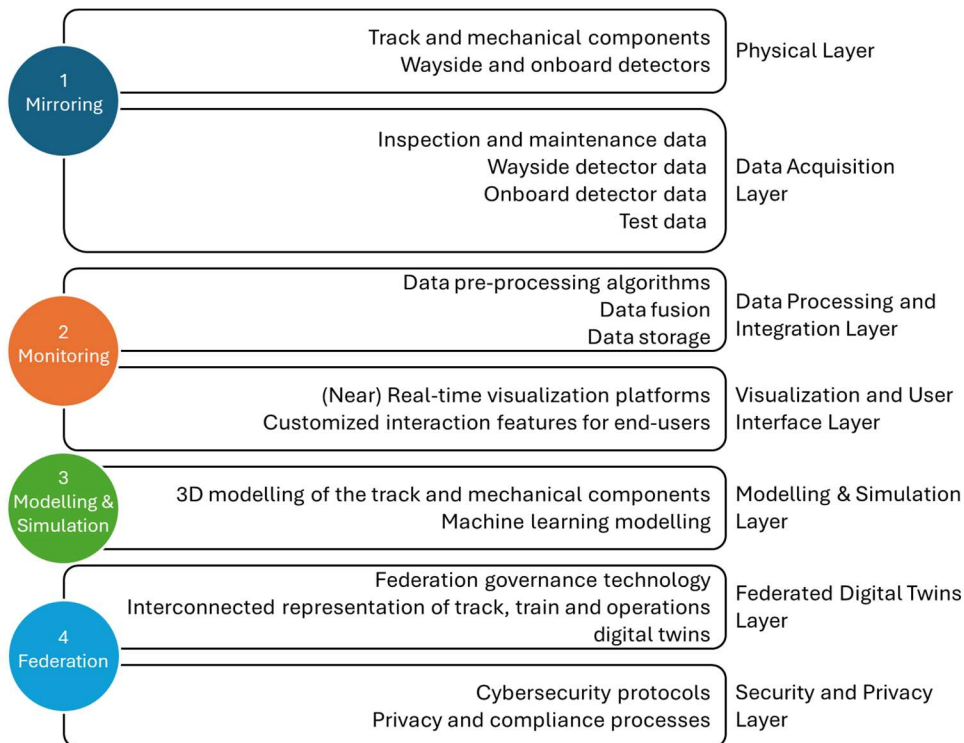 1
Mirroring
Track and mechanical components
Wayside and onboard detectors
Physical Layer
Inspection and maintenance data
Wayside detector data
Onboard detector data
Test data
Data Acquisition
Layer
2
Monitoring
Data pre-processing algorithms
Data fusion
Data storage
Data Processing and
Integration Layer
(Near) Real-time visualization platforms
Customized interaction features for end-users
Visualization and User
Interface Layer
3
Modelling &
Simulation
3D modelling of the track and mechanical components
Machine learning modelling
Modelling & Simulation
Layer
4
Federation
Federation governance technology
Interconnected representation of track, train and operations
digital twins
Federated Digital Twins
Layer
Cybersecurity protocols
Privacy and compliance processes
Security and Privacy
Layer